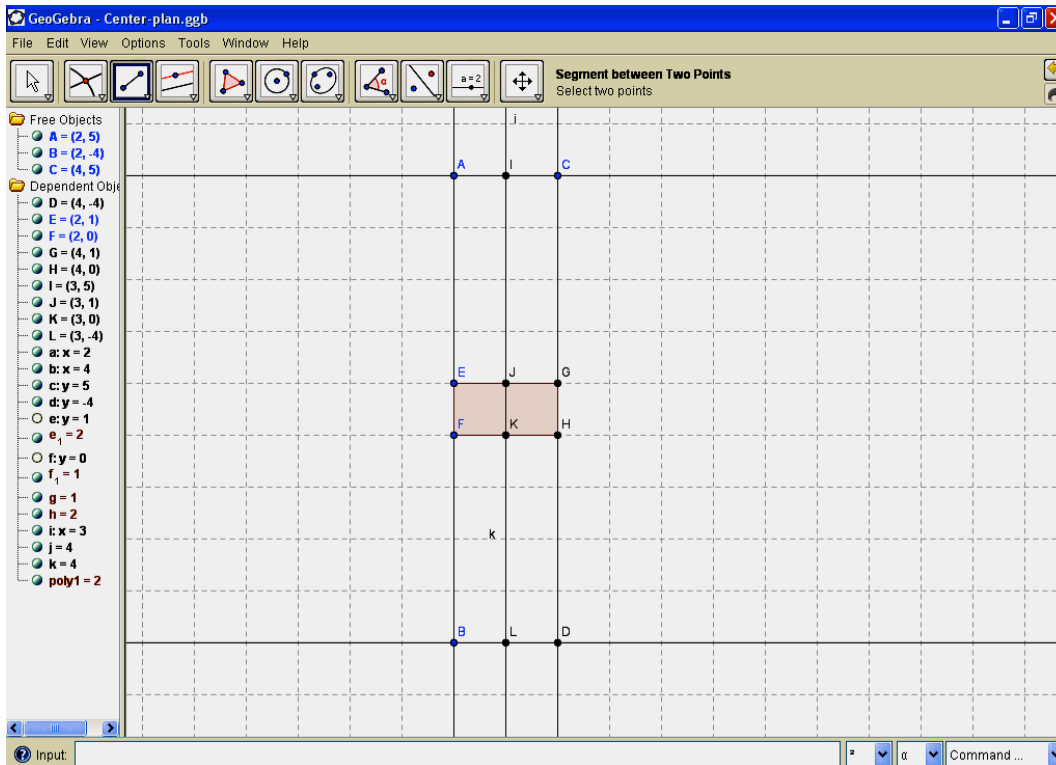 GeoGebra - Center-plan.ggb
File Edit View Options Tools Window Help
a = 2
Segment between Two Points
Select two points
Free Objects
A = (2, 5)
B = (2, -4)
C = (4, 5)
Dependent Obje
D = (4, -4)
E = (2, 1)
F = (2, 0)
G = (4, 1)
H = (4, 0)
I = (3, 5)
J = (3, 1)
K = (3, 0)
L = (3, -4)
a: x = 2
b: x = 4
c: y = 5
d: y = -4
e: y = 1
e₁ = 2
f: y = 0
f₁ = 1
g = 1
h = 2
i: x = 3
j = 4
k = 4
poly1 = 2
i
A I C
E J G
F K H
k
B L D
Input: ² α Command ...